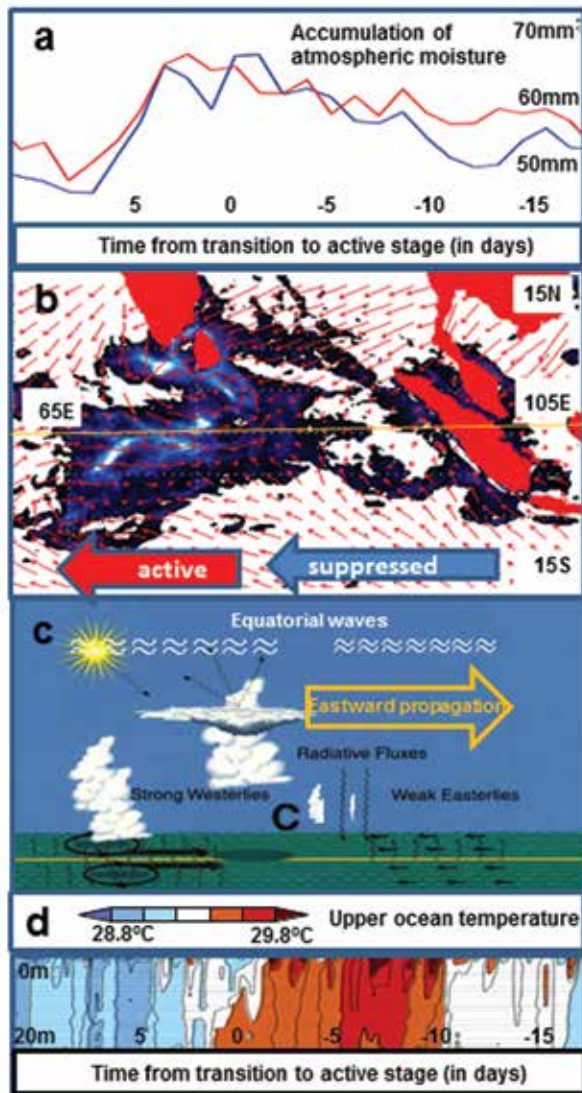 a
Accumulation of
atmospheric moisture
70mm
60mm
50mm
5 0 -5 -10 -15
Time from transition to active stage (in days)
b
15N
65E
105E
active
suppressed
15S
c
Equatorial waves
Eastward propagation
Radiative Fluxes
Strong Westerlies
C
Weak Easterlies
d
28.8ºC
29.8ºC
Upper ocean temperature
0m
20m
5 0 -5 -10 -15
Time from transition to active stage (in days)